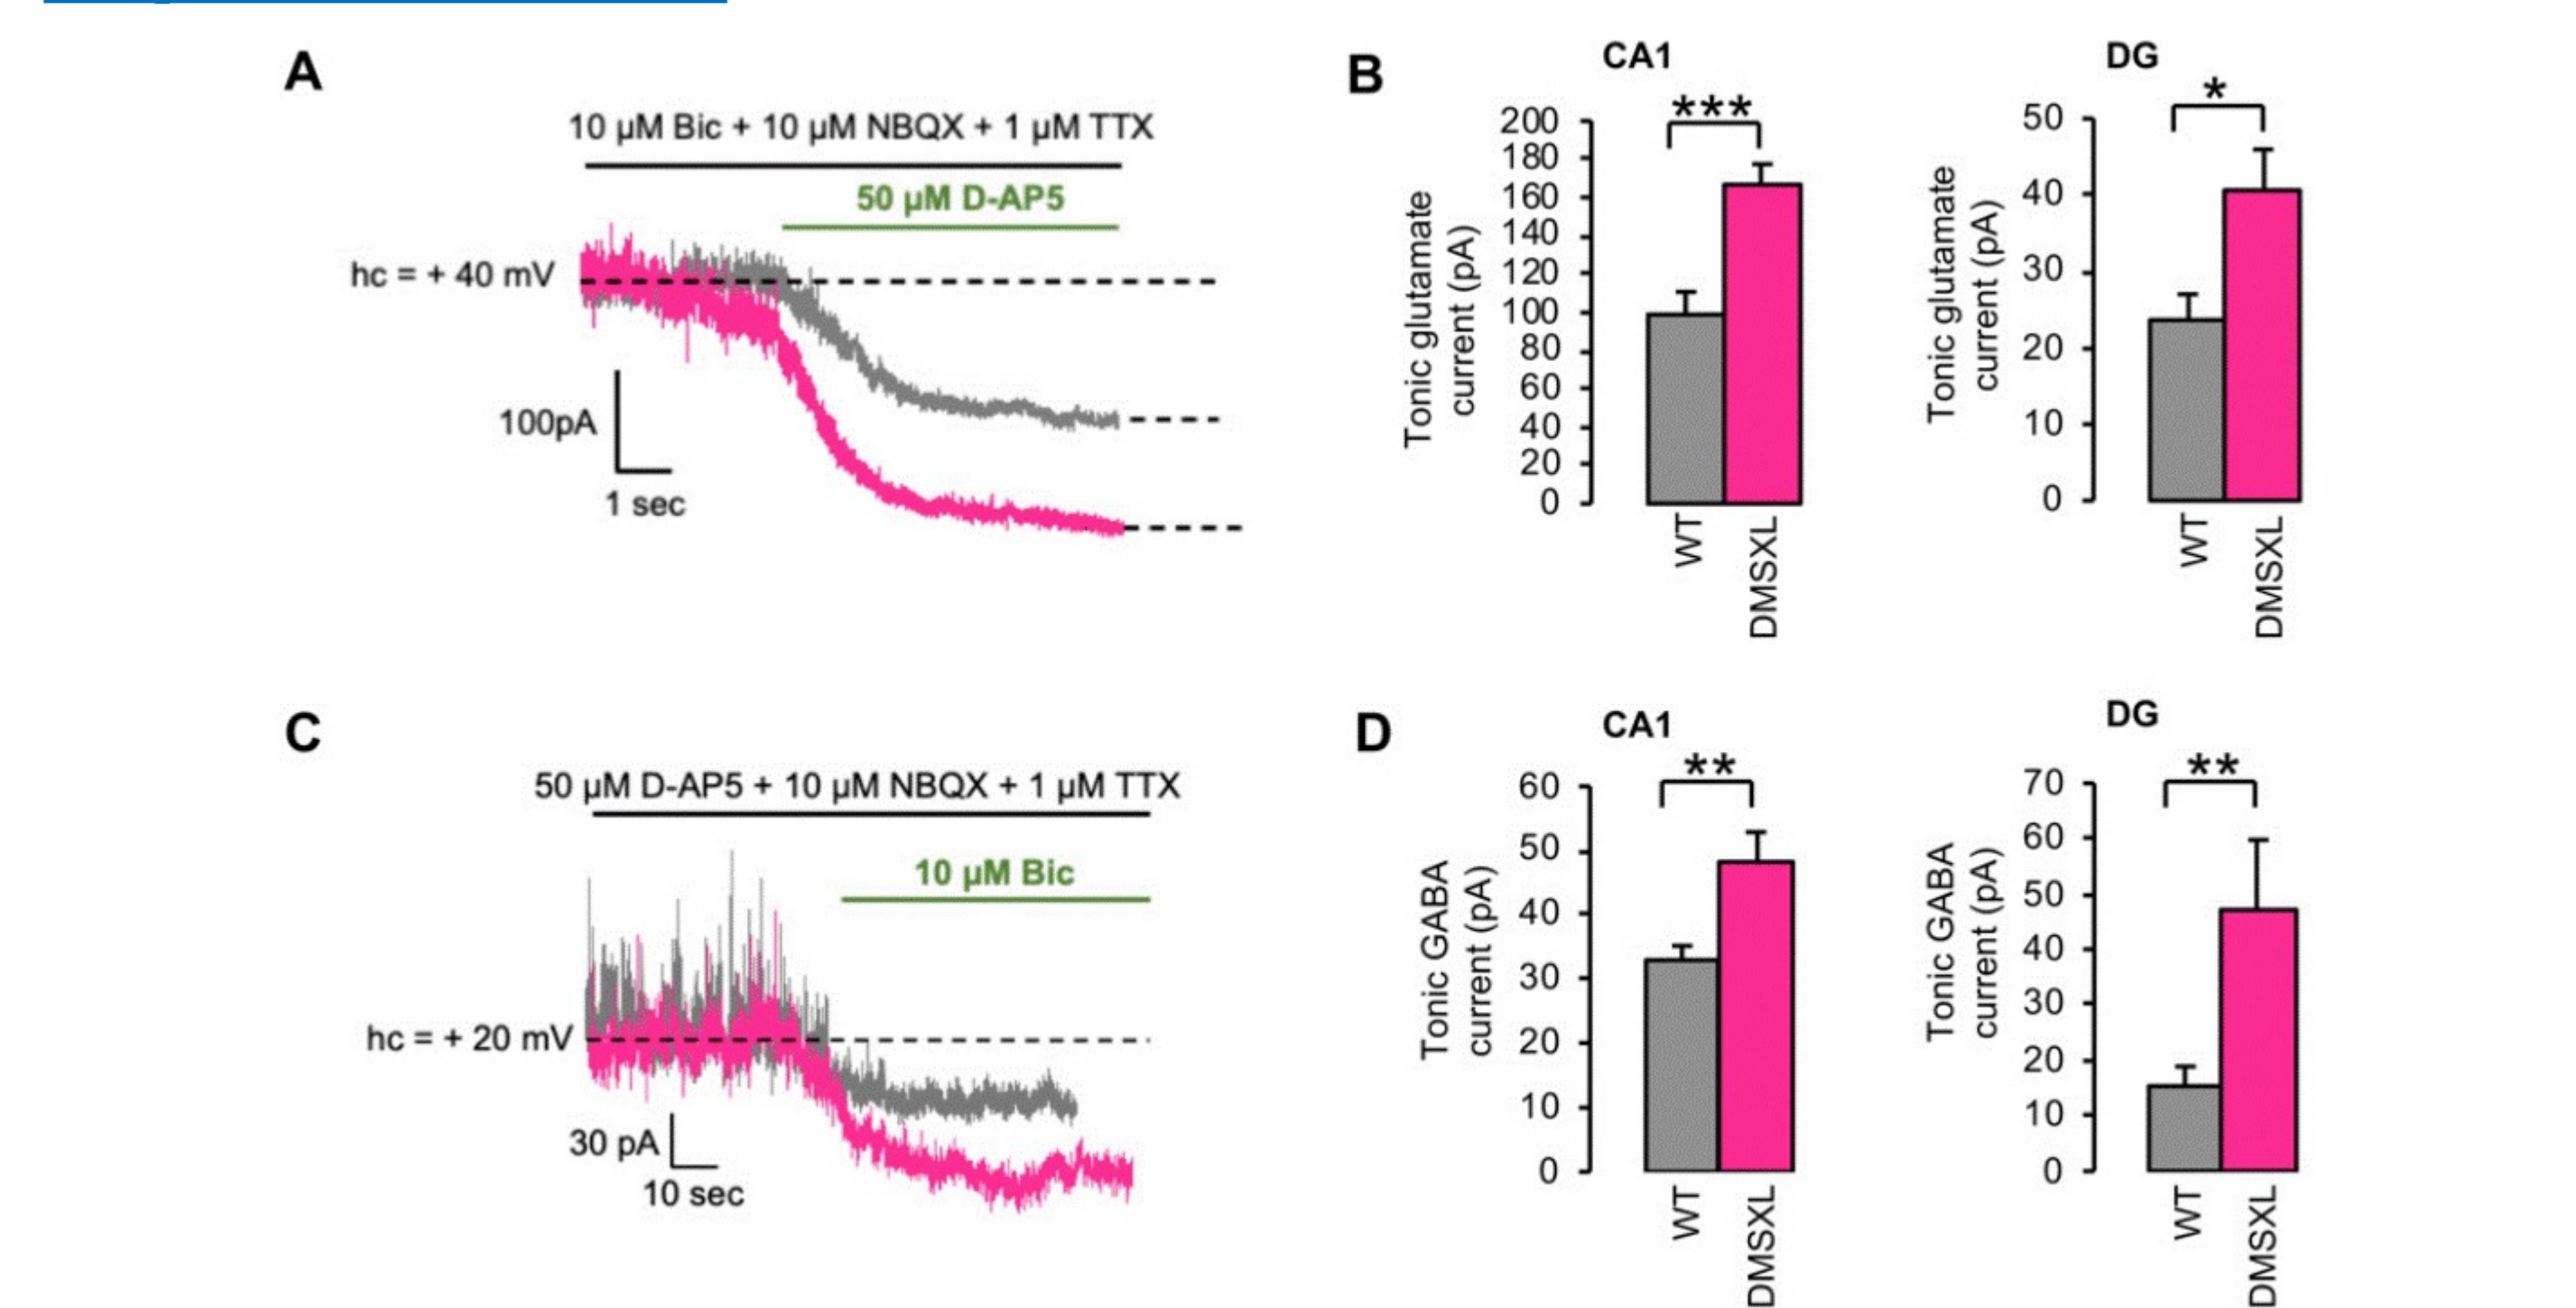 A
10 µM Bic + 10 µM NBQX + 1 µM TTX
50 µM D-AP5
hc = + 40 mV
100pA
1 sec
B
CA1
***
Tonic glutamate
current (pA)
200
180
160
140
120
100
80
60
40
20
0
WT
DMSXL
DG
*
Tonic glutamate
current (pA)
50
40
30
20
10
0
WT
DMSXL
C
50 µM D-AP5 + 10 µM NBQX + 1 µM TTX
10 µM Bic
hc = + 20 mV
30 pA
10 sec
D
CA1
**
Tonic GABA
current (pA)
60
50
40
30
20
10
0
WT
DMSXL
DG
**
Tonic GABA
current (pA)
70
60
50
40
30
20
10
0
WT
DMSXL